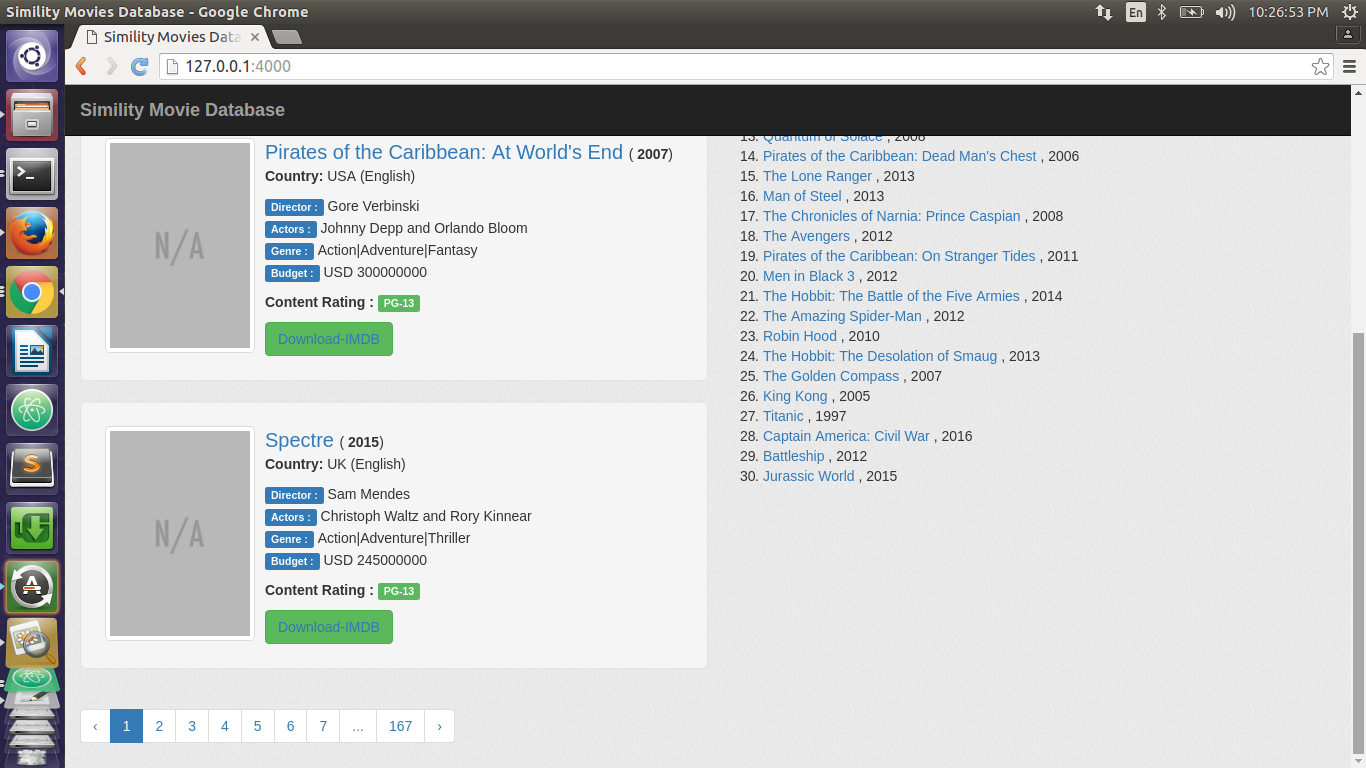 Simility Movies Database - Google Chrome
En
10:26:53 PM
Simility Movies Data
127.0.0.1:4000
Simility Movie Database
Pirates of the Caribbean: At World's End ( 2007)
Country: USA (English)
Director : Gore Verbinski
Actors : Johnny Depp and Orlando Bloom
Genre : Action|Adventure|Fantasy
Budget : USD 300000000
Content Rating : PG-13
Download-IMDB
N/A
Spectre ( 2015)
Country: UK (English)
Director : Sam Mendes
Actors : Christoph Waltz and Rory Kinnear
Genre : Action|Adventure|Thriller
Budget : USD 245000000
Content Rating : PG-13
Download-IMDB
N/A
‹ 1 2 3 4 5 6 7 ... 167 ›
13. Quantum of Solace , 2008
14. Pirates of the Caribbean: Dead Man's Chest , 2006
15. The Lone Ranger , 2013
16. Man of Steel , 2013
17. The Chronicles of Narnia: Prince Caspian , 2008
18. The Avengers , 2012
19. Pirates of the Caribbean: On Stranger Tides , 2011
20. Men in Black 3 , 2012
21. The Hobbit: The Battle of the Five Armies , 2014
22. The Amazing Spider-Man , 2012
23. Robin Hood , 2010
24. The Hobbit: The Desolation of Smaug , 2013
25. The Golden Compass , 2007
26. King Kong , 2005
27. Titanic , 1997
28. Captain America: Civil War , 2016
29. Battleship , 2012
30. Jurassic World , 2015